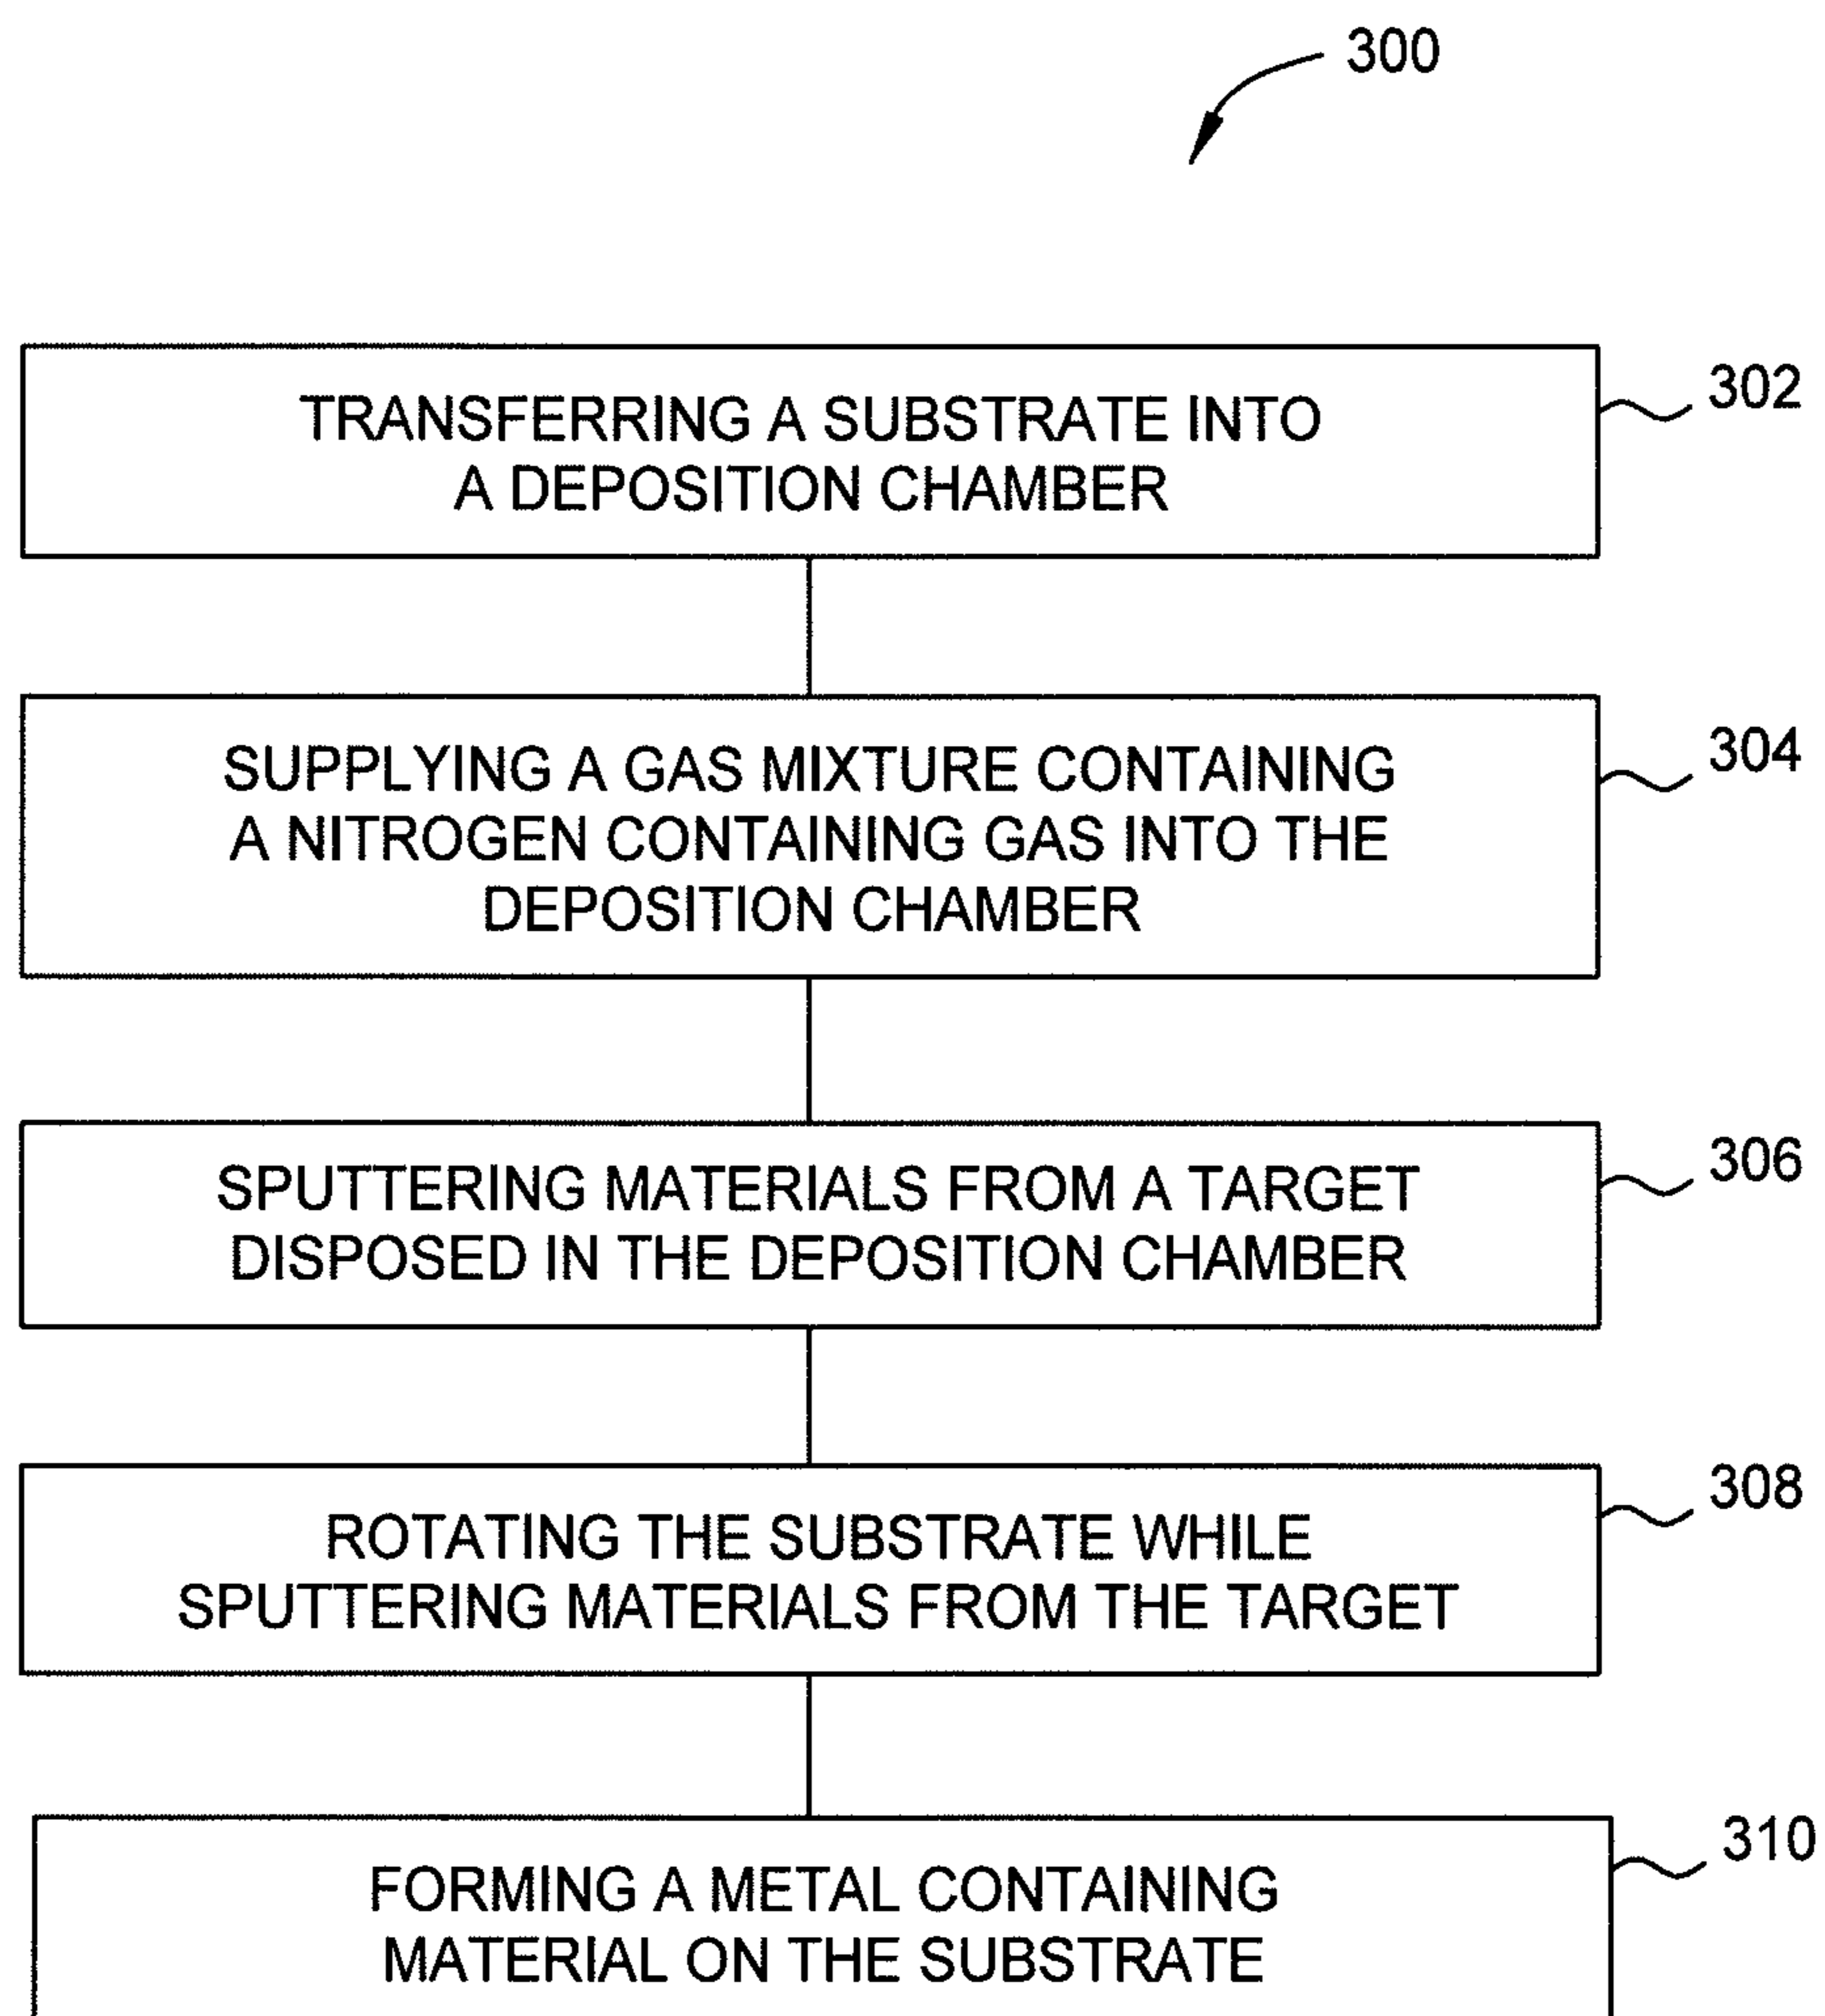 300
TRANSFERRING A SUBSTRATE INTO
A DEPOSITION CHAMBER
302
SUPPLYING A GAS MIXTURE CONTAINING
A NITROGEN CONTAINING GAS INTO THE
DEPOSITION CHAMBER
304
SPUTTERING MATERIALS FROM A TARGET
DISPOSED IN THE DEPOSITION CHAMBER
306
ROTATING THE SUBSTRATE WHILE
SPUTTERING MATERIALS FROM THE TARGET
308
FORMING A METAL CONTAINING
MATERIAL ON THE SUBSTRATE
310